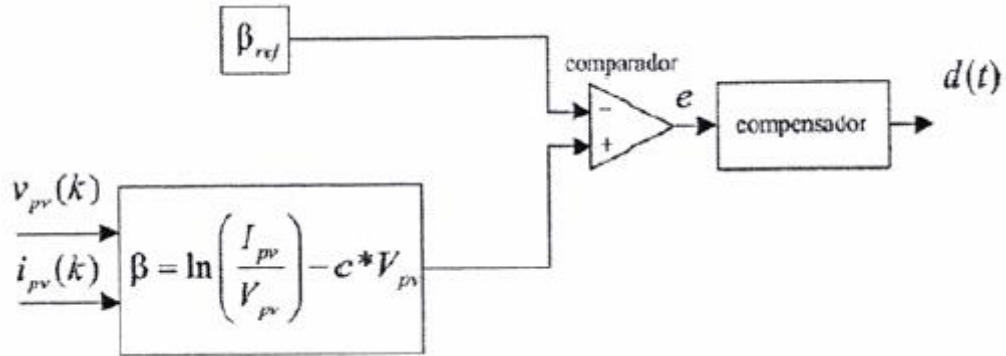 β_ref
comparador
−
+
e
compensador
d(t)
v_pv(k)
i_pv(k)
β = ln(I_pv / V_pv) − c * V_pv